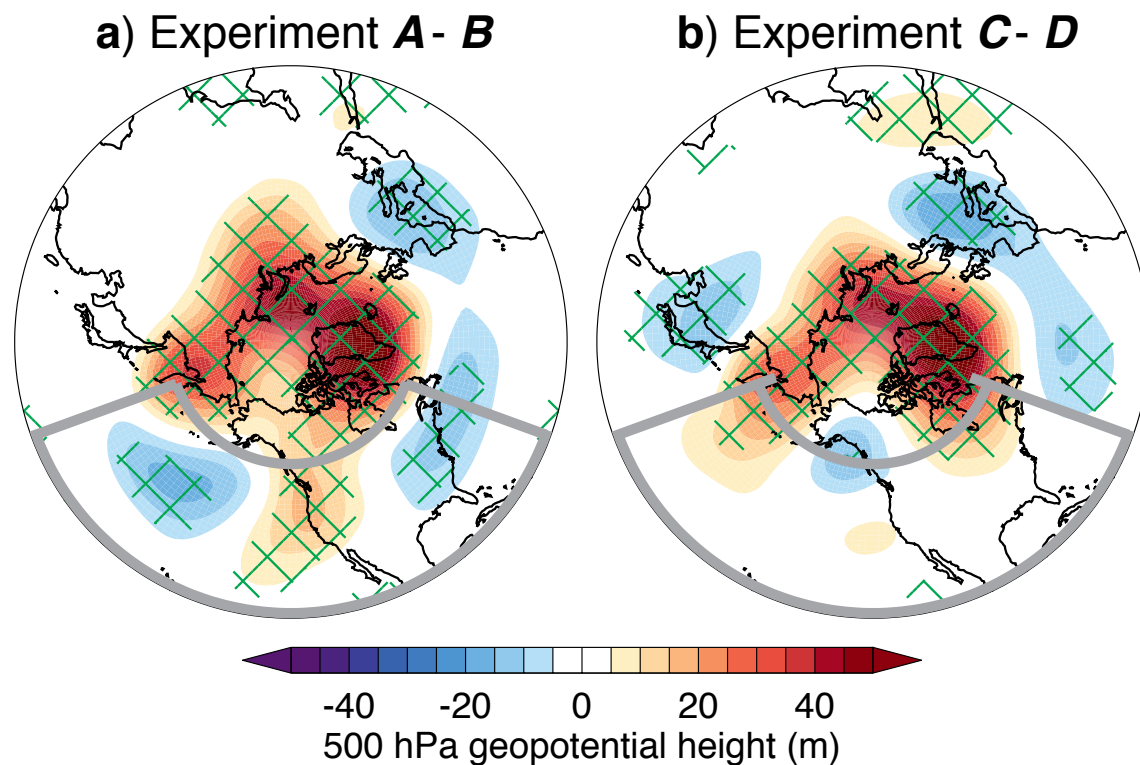 a) Experiment A - B
b) Experiment C - D
-40 -20 0 20 40
500 hPa geopotential height (m)